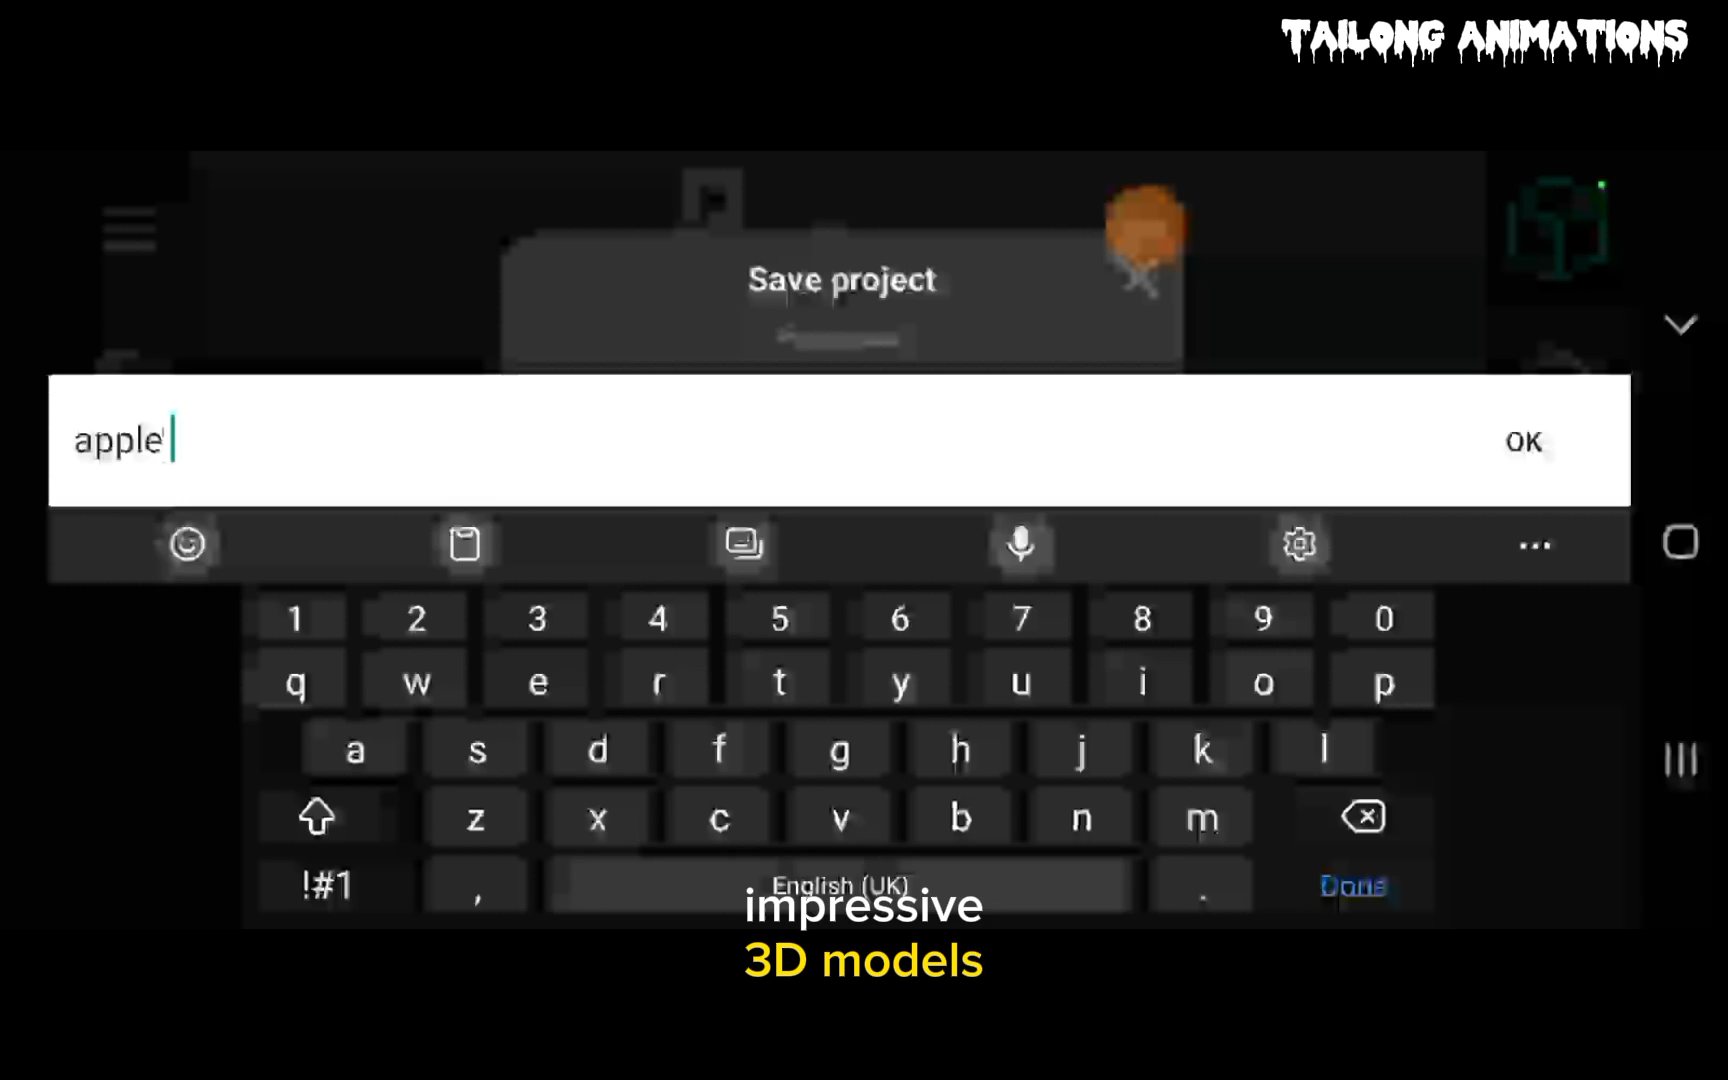 TAILONG ANIMATIONS
Save project
apple
OK
1 2 3 4 5 6 7 8 9 0
q w e r t y u i o p
a s d f g h j k l
z x c v b n m
!#1 , English (UK) . Done
impressive
3D models